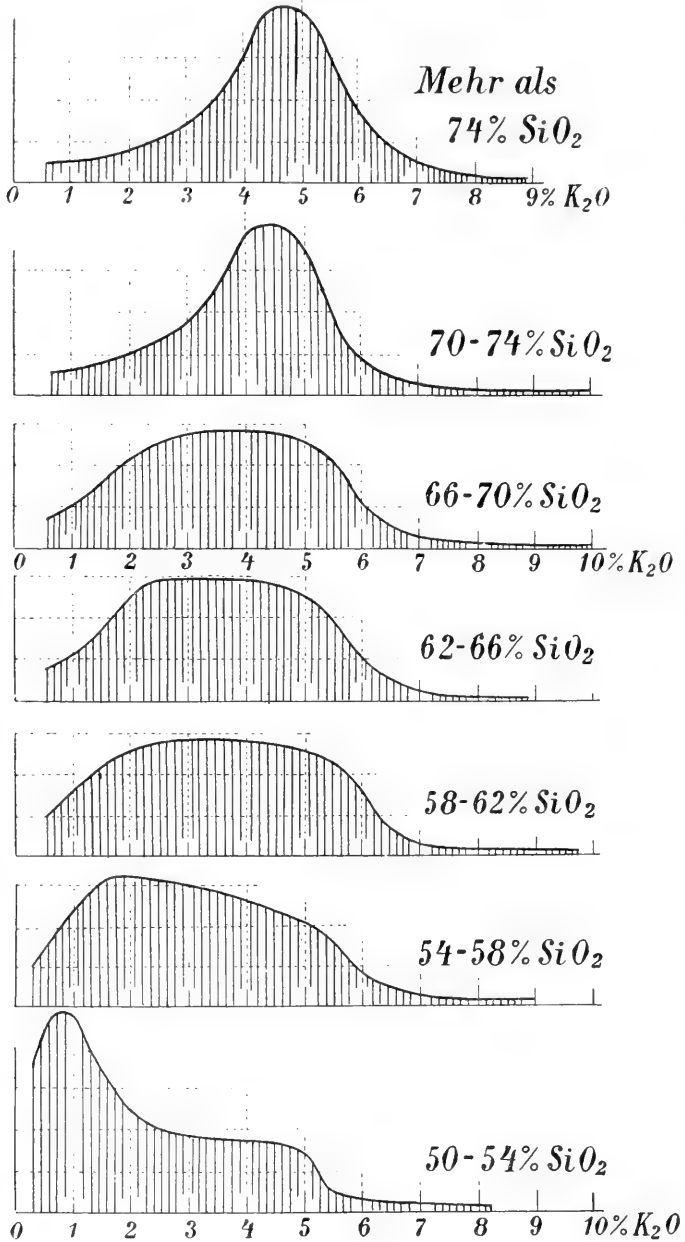 Mehr als
74% SiO₂
0 1 2 3 4 5 6 7 8 9% K₂O
70-74% SiO₂
66-70% SiO₂
0 1 2 3 4 5 6 7 8 9 10% K₂O
62-66% SiO₂
58-62% SiO₂
54-58% SiO₂
50-54% SiO₂
0 1 2 3 4 5 6 7 8 9 10% K₂O